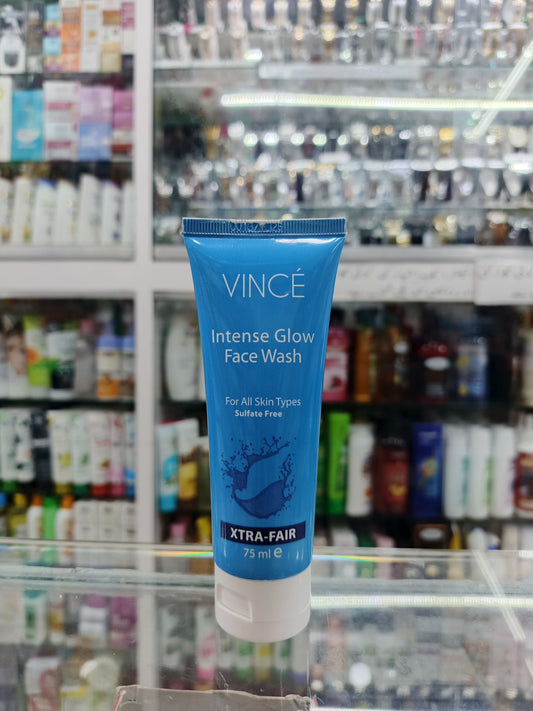 VINCÉ
Intense Glow
Face Wash
For All Skin Types
Sulfate Free
XTRA-FAIR
75 ml e